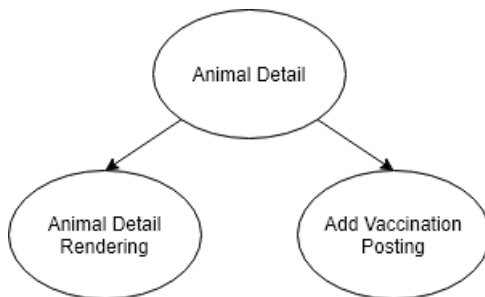 Animal Detail
Animal Detail
Rendering
Add Vaccination
Posting